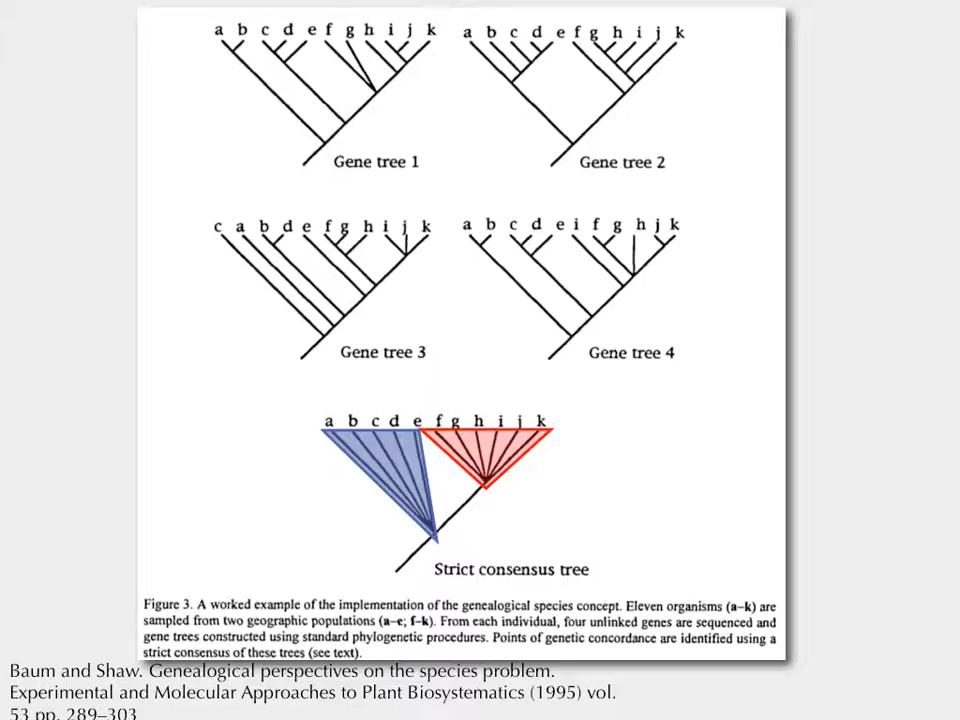 a b c d e f g h i j k
a b c d e f g h i j k
Gene tree 1
Gene tree 2
c a b d e f g h i j k
a b c d e i f g h j k
Gene tree 3
Gene tree 4
a b c d e f g h i j k
Strict consensus tree
Figure 3. A worked example of the implementation of the genealogical species concept. Eleven organisms (a–k) are
sampled from two geographic populations (a–e; f–k). From each individual, four unlinked genes are sequenced and
gene trees constructed using standard phylogenetic procedures. Points of genetic concordance are identified using a
strict consensus of these trees (see text).
Baum and Shaw. Genealogical perspectives on the species problem.
Experimental and Molecular Approaches to Plant Biosystematics (1995) vol.
53 pp. 289–303